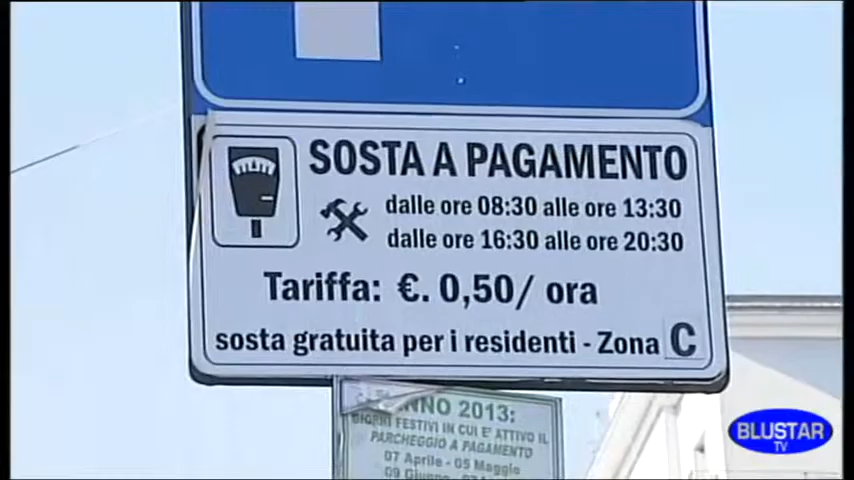 SOSTA A PAGAMENTO
dalle ore 08:30 alle ore 13:30
dalle ore 16:30 alle ore 20:30
Tariffa: €. 0,50/ ora
sosta gratuita per i residenti - Zona C
ANNO 2013:
GIORNI FESTIVI IN CUI E' ATTIVO IL
PARCHEGGIO A PAGAMENTO
07 Aprile - 05 Maggio
09 Giugno
BLUSTAR
TV